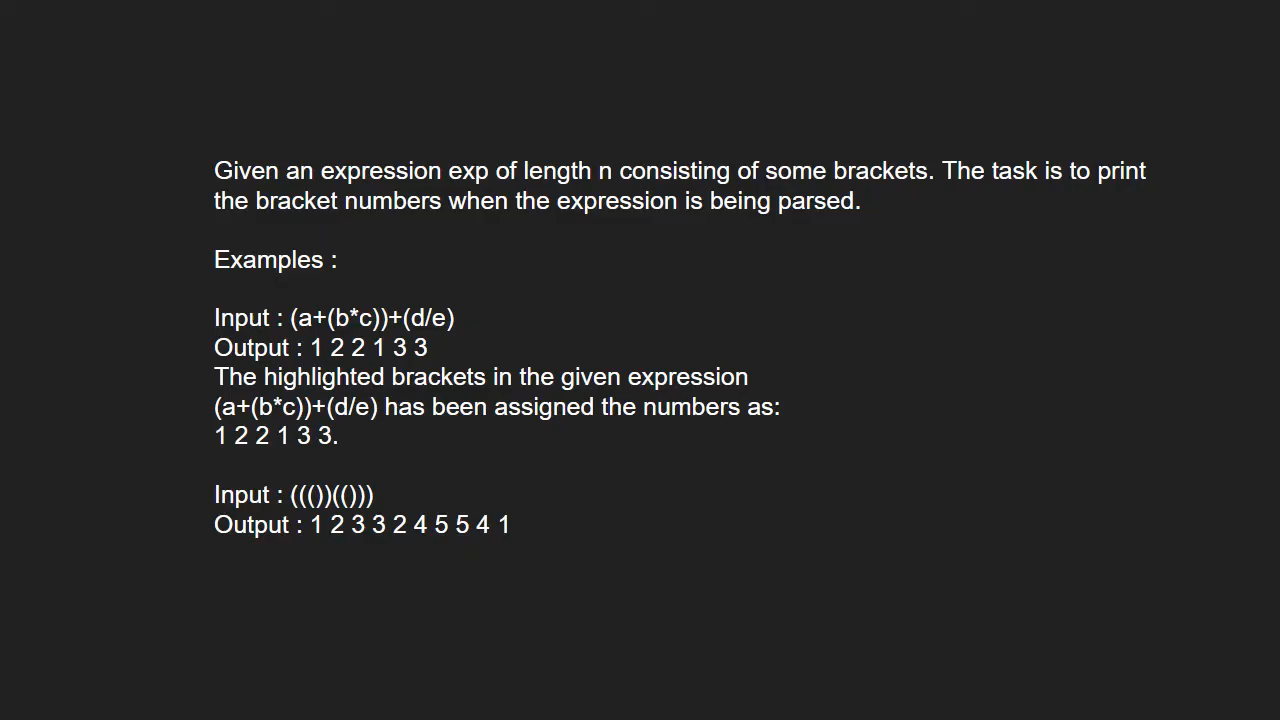 Given an expression exp of length n consisting of some brackets. The task is to print
the bracket numbers when the expression is being parsed.
Examples :
Input : (a+(b*c))+(d/e)
Output : 1 2 2 1 3 3
The highlighted brackets in the given expression
(a+(b*c))+(d/e) has been assigned the numbers as:
1 2 2 1 3 3.
Input : ((())(()))
Output : 1 2 3 3 2 4 5 5 4 1